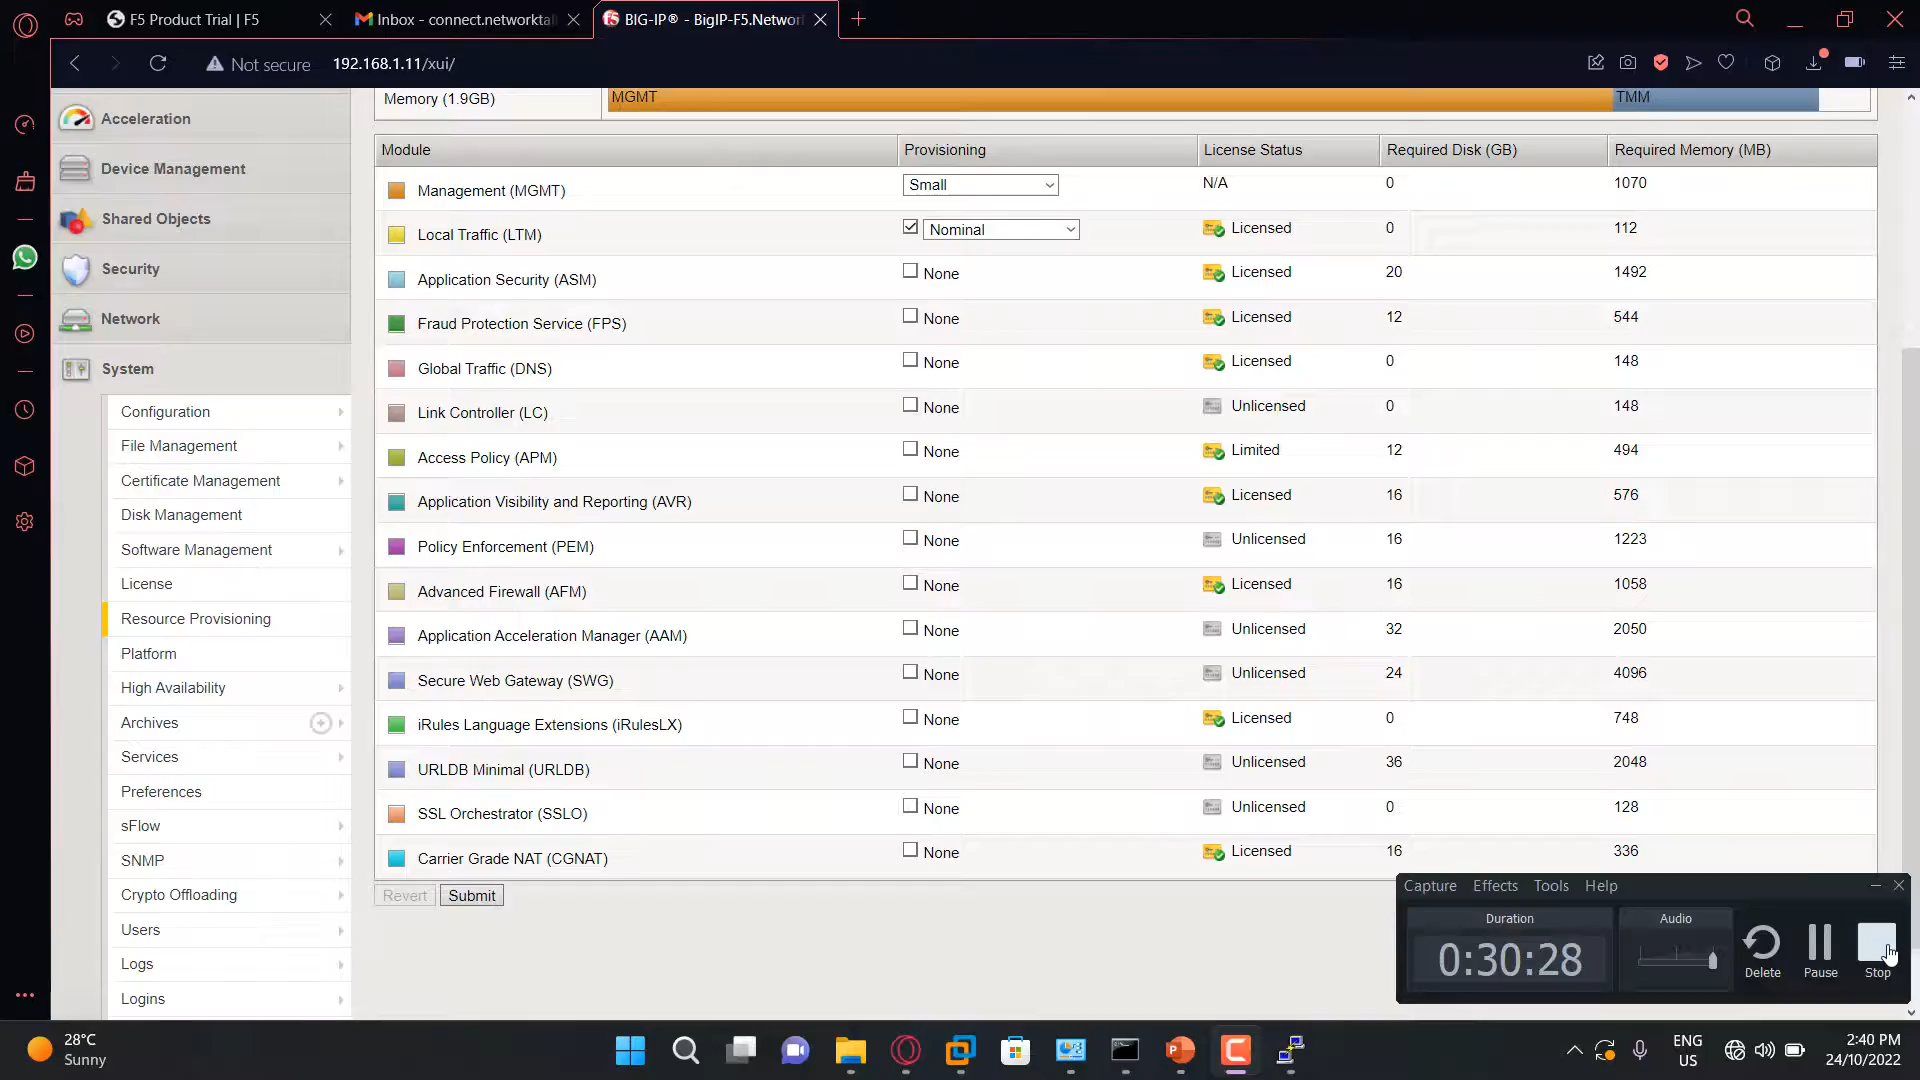 F5 Product Trial | F5
Inbox - connect.networktal
BIG-IP® - BigIP-F5.Networ
Not secure 192.168.1.11/xui/
Acceleration
Device Management
Shared Objects
Security
Network
System
Configuration
File Management
Certificate Management
Disk Management
Software Management
License
Resource Provisioning
Platform
High Availability
Archives
Services
Preferences
sFlow
SNMP
Crypto Offloading
Users
Logs
Logins
Memory (1.9GB) MGMT TMM
Module Provisioning License Status Required Disk (GB) Required Memory (MB)
Management (MGMT) Small N/A 0 1070
Local Traffic (LTM) Nominal Licensed 0 112
Application Security (ASM) None Licensed 20 1492
Fraud Protection Service (FPS) None Licensed 12 544
Global Traffic (DNS) None Licensed 0 148
Link Controller (LC) None Unlicensed 0 148
Access Policy (APM) None Limited 12 494
Application Visibility and Reporting (AVR) None Licensed 16 576
Policy Enforcement (PEM) None Unlicensed 16 1223
Advanced Firewall (AFM) None Licensed 16 1058
Application Acceleration Manager (AAM) None Unlicensed 32 2050
Secure Web Gateway (SWG) None Unlicensed 24 4096
iRules Language Extensions (iRulesLX) None Licensed 0 748
URLDB Minimal (URLDB) None Unlicensed 36 2048
SSL Orchestrator (SSLO) None Unlicensed 0 128
Carrier Grade NAT (CGNAT) None Licensed 16 336
Revert Submit
Capture Effects Tools Help
Duration Audio
0:30:28
Delete Pause Stop
28°C
Sunny
ENG
US
2:40 PM
24/10/2022